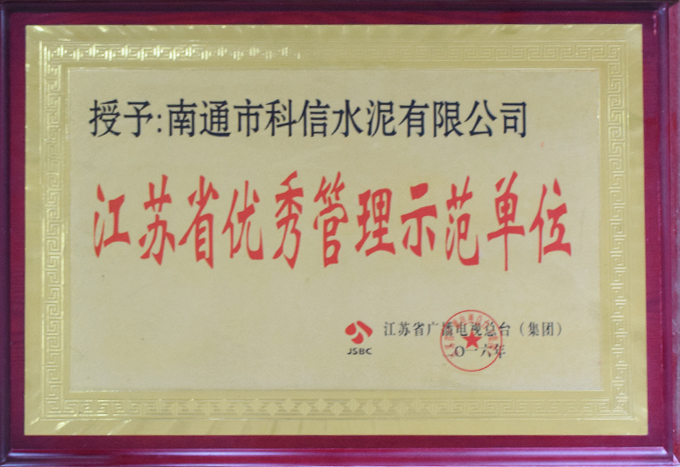 授予:南通市科信水泥有限公司
江苏省优秀管理示范单位
JSBC
江苏省广播电视总台（集团）
二〇一六年